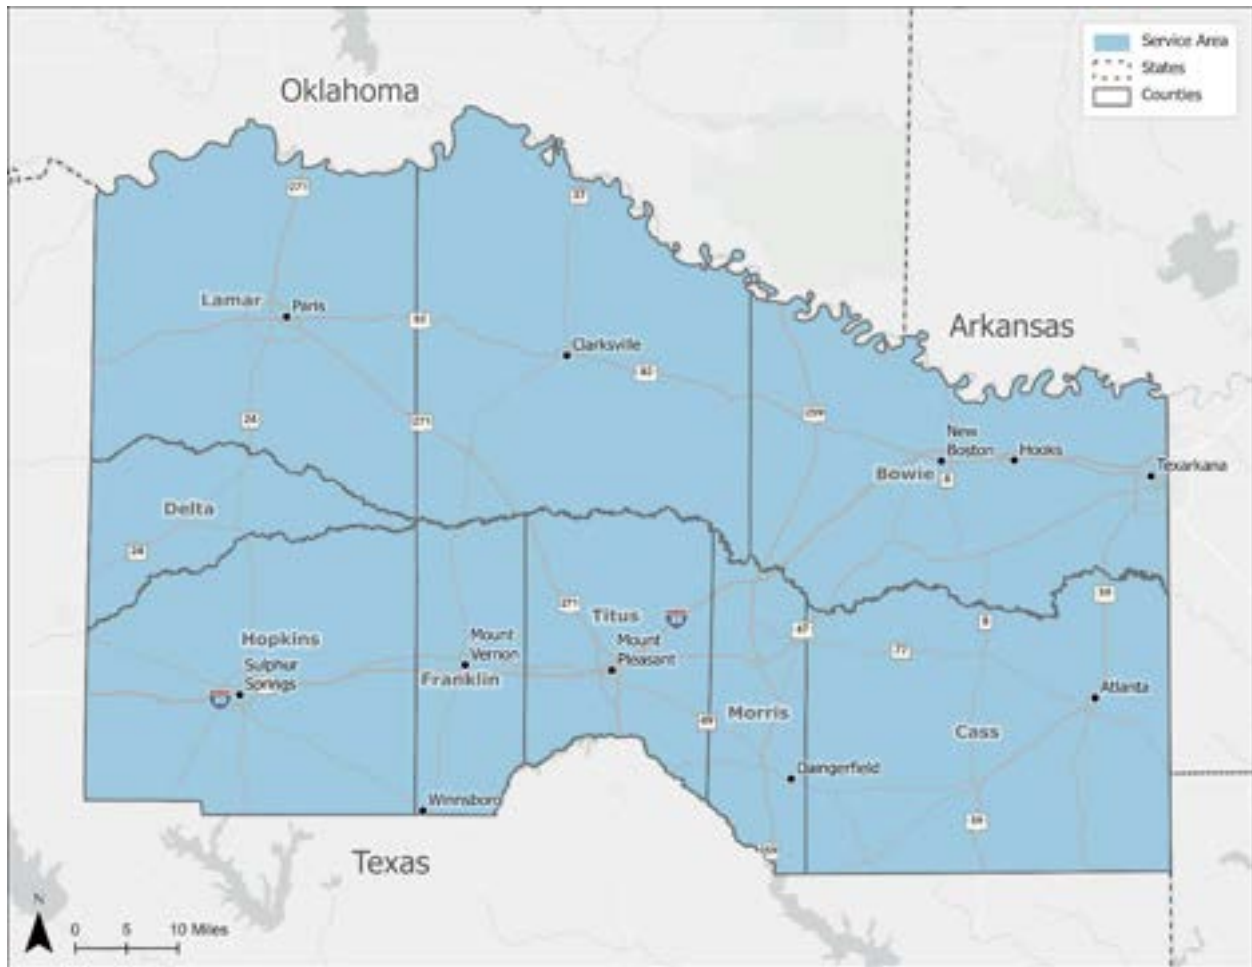 Service Area
States
Counties
Oklahoma
271
37
Lamar
Paris
82
Arkansas
Clarksville
82
271
24
259
New
Boston
Hooks
Bowie
8
Texarkana
Delta
24
59
271
Titus
30
8
67
Hopkins
Mount
Vernon
Mount
Pleasant
77
Sulphur
Springs
Franklin
30
Atlanta
49
Morris
Cass
Daingerfield
Winnsboro
59
Texas
N
0
5
10 Miles